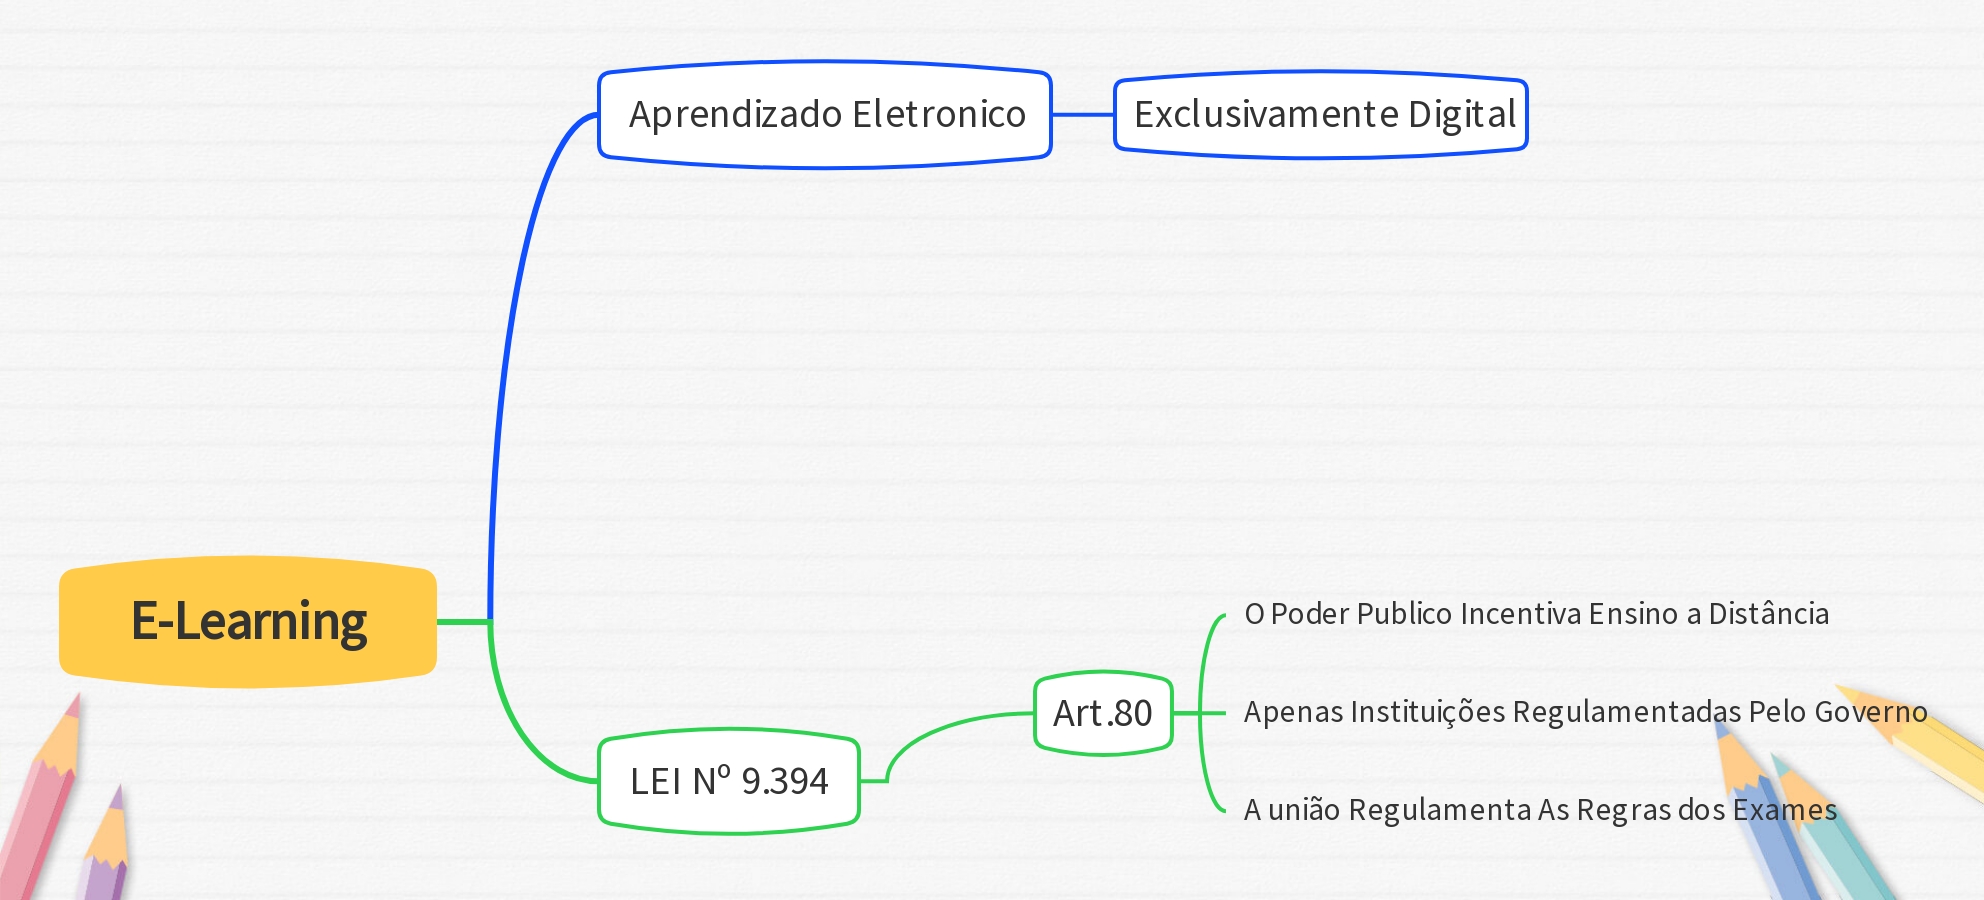 Aprendizado Eletronico
Exclusivamente Digital
E-Learning
O Poder Publico Incentiva Ensino a Distância
Art.80
Apenas Instituições Regulamentadas Pelo Governo
LEI Nº 9.394
A união Regulamenta As Regras dos Exames